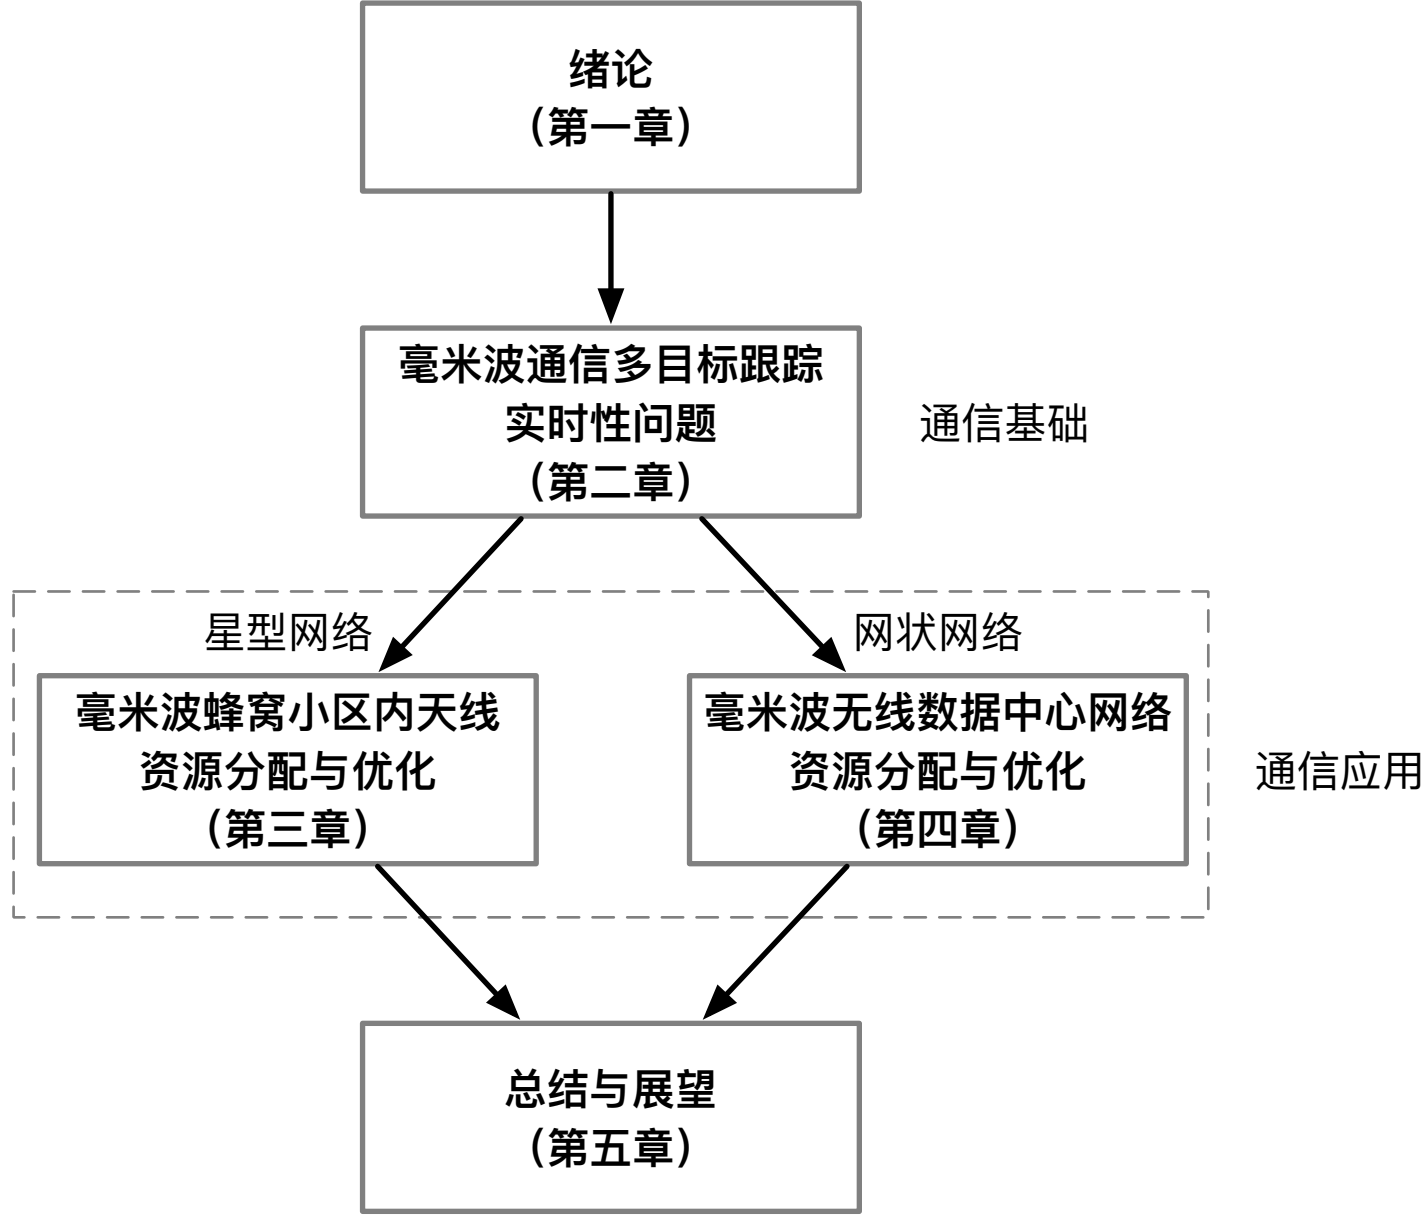 绪论
（第一章）
毫米波通信多目标跟踪
实时性问题
（第二章）
通信基础
星型网络
网状网络
毫米波蜂窝小区内天线
资源分配与优化
（第三章）
毫米波无线数据中心网络
资源分配与优化
（第四章）
通信应用
总结与展望
（第五章）